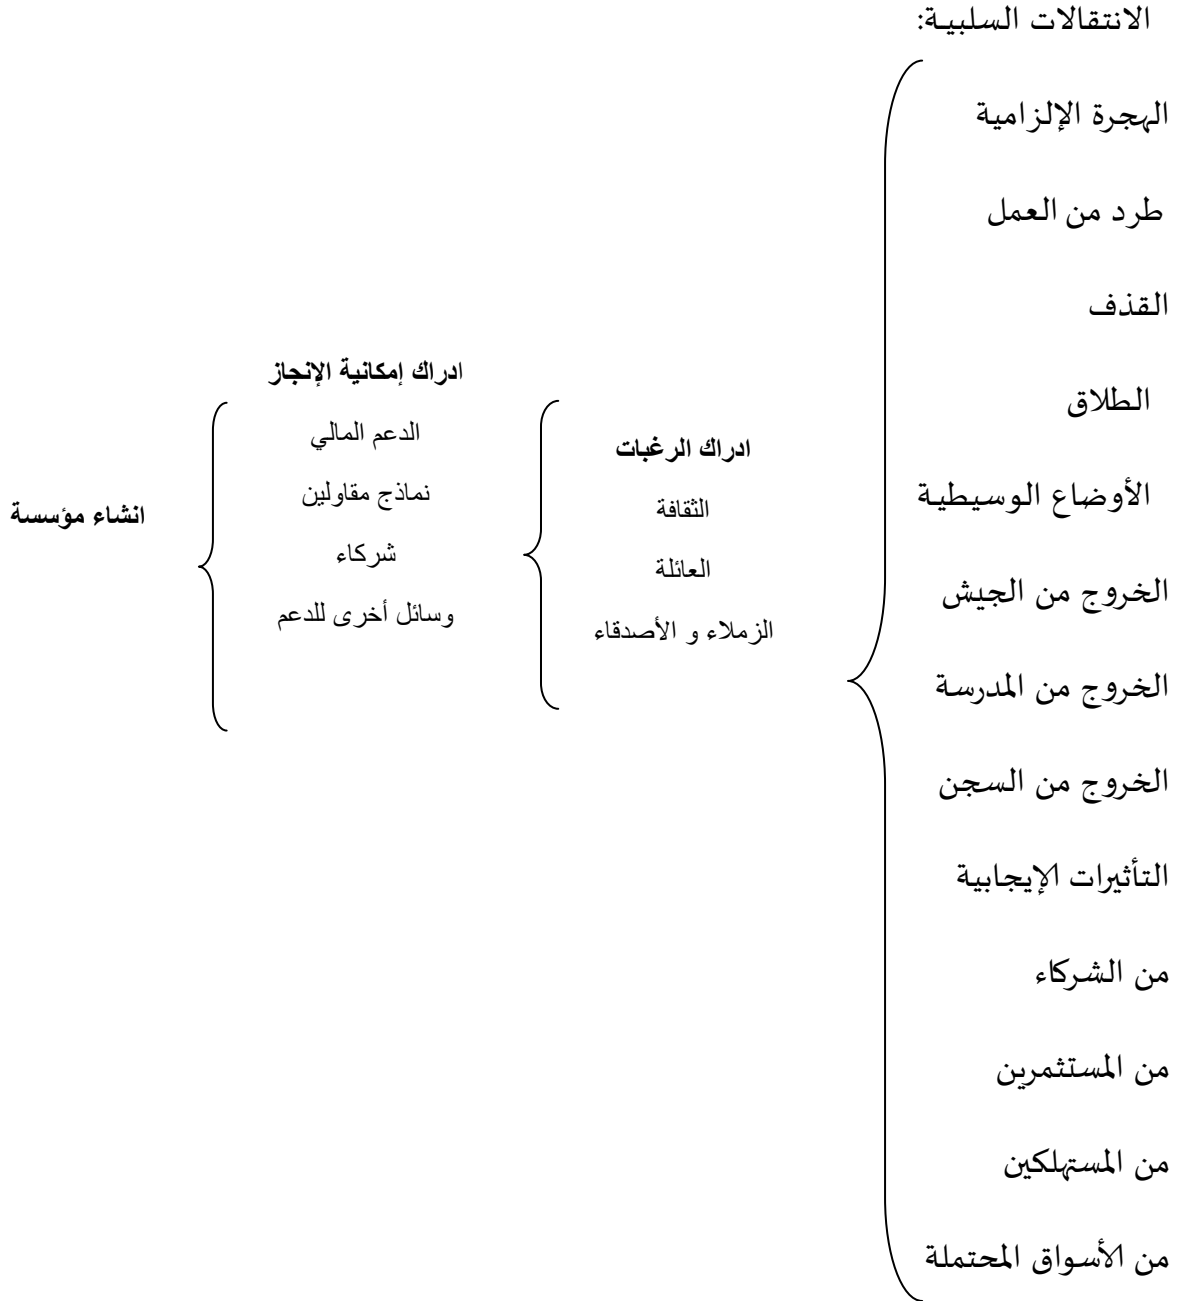 الانتقالات السلبية:
الهجرة الإلزامية
طرد من العمل
القذف
الطلاق
الأوضاع الوسيطية
الخروج من الجيش
الخروج من المدرسة
الخروج من السجن
التأثيرات الإيجابية
من الشركاء
من المستثمرين
من المستهلكين
من الأسواق المحتملة
ادراك الرغبات
الثقافة
العائلة
الزملاء و الأصدقاء
ادراك إمكانية الإنجاز
الدعم المالي
نماذج مقاولين
شركاء
وسائل أخرى للدعم
انشاء مؤسسة